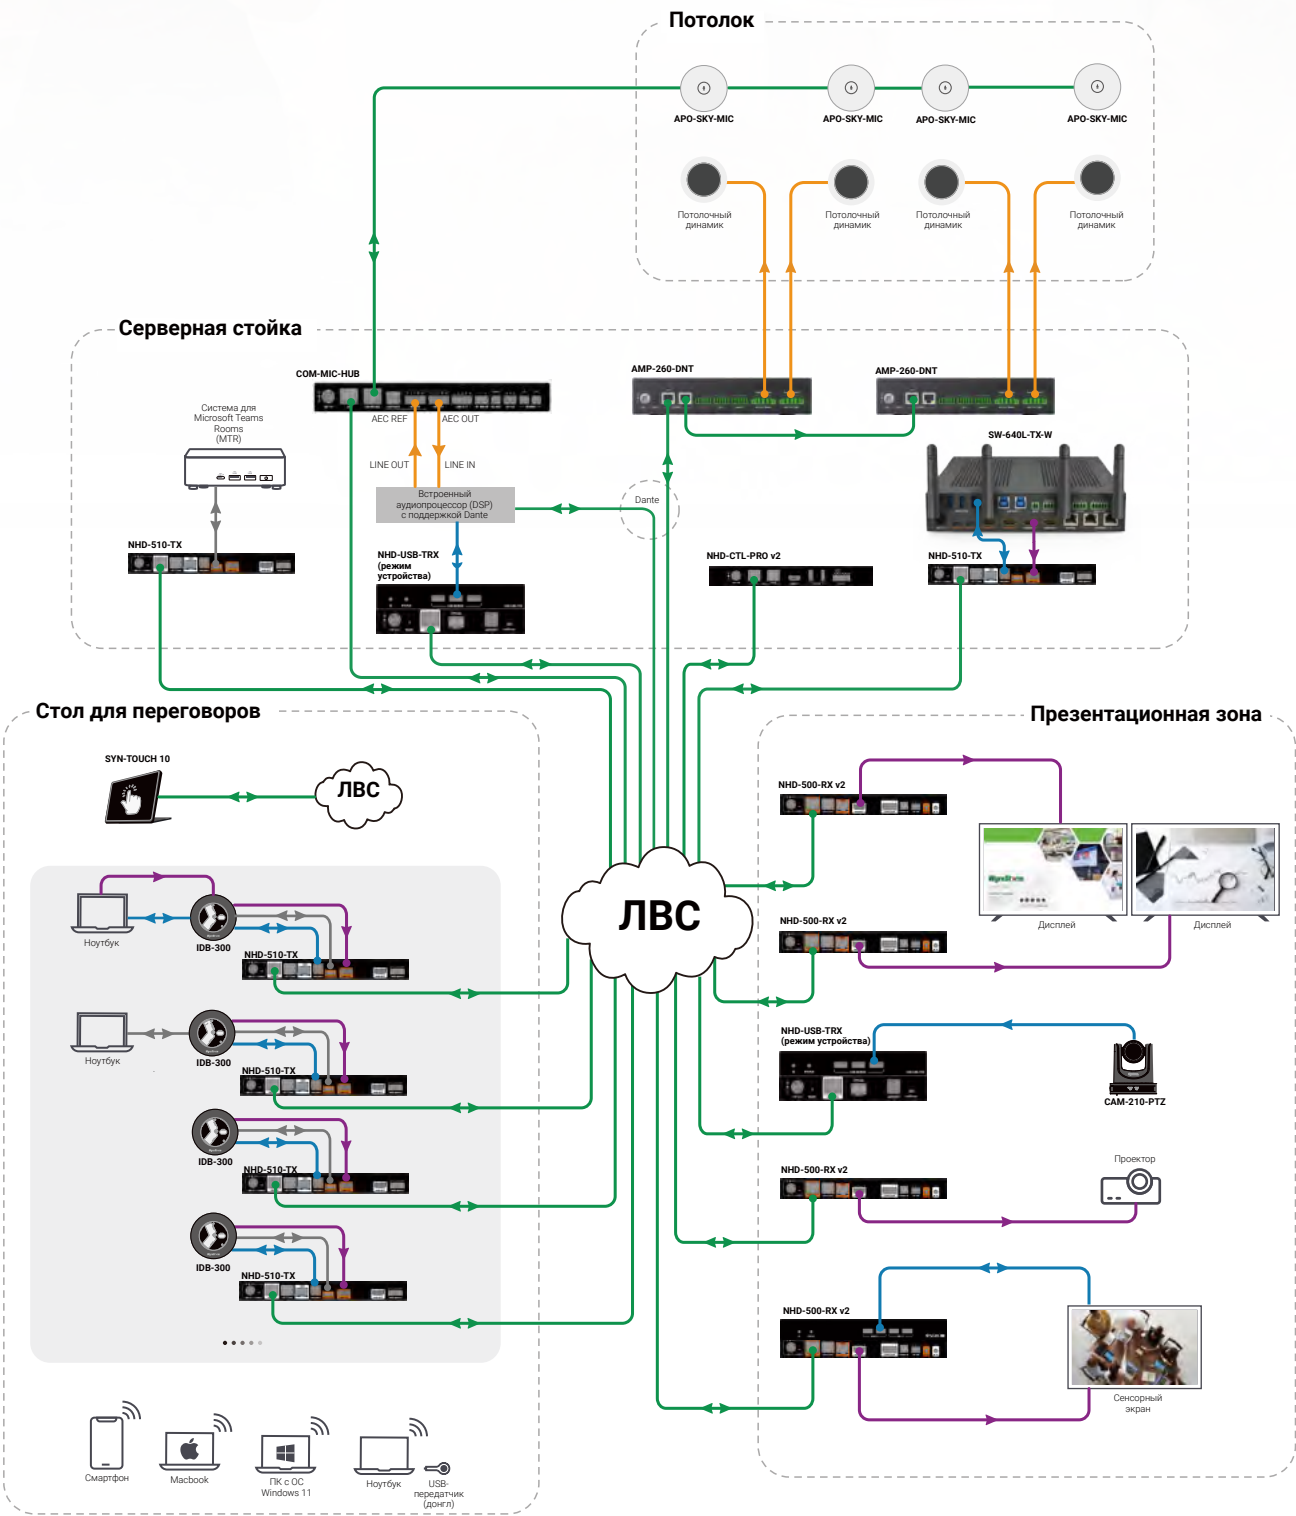 Потолок
APO-SKY-MIC
APO-SKY-MIC
APO-SKY-MIC
APO-SKY-MIC
Потолочный
динамик
Потолочный
динамик
Потолочный
динамик
Потолочный
динамик
Серверная стойка
COM-MIC-HUB
AMP-260-DNT
AMP-260-DNT
Система для
Microsoft Teams
Rooms
(MTR)
AEC REF
AEC OUT
LINE OUT
LINE IN
SW-640L-TX-W
Встроенный
аудиопроцессор (DSP)
с поддержкой Dante
Dante
NHD-510-TX
NHD-USB-TRX
(режим
устройства)
NHD-CTL-PRO v2
NHD-510-TX
Стол для переговоров
SYN-TOUCH 10
ЛВС
Ноутбук
IDB-300
NHD-510-TX
Ноутбук
IDB-300
NHD-510-TX
IDB-300
NHD-510-TX
IDB-300
NHD-510-TX
Смартфон
Macbook
ПК с ОС
Windows 11
Ноутбук
USB-
передатчик
(донгл)
ЛВС
Презентационная зона
NHD-500-RX v2
NHD-500-RX v2
Дисплей
Дисплей
NHD-USB-TRX
(режим устройства)
CAM-210-PTZ
NHD-500-RX v2
Проектор
NHD-500-RX v2
Сенсорный
экран